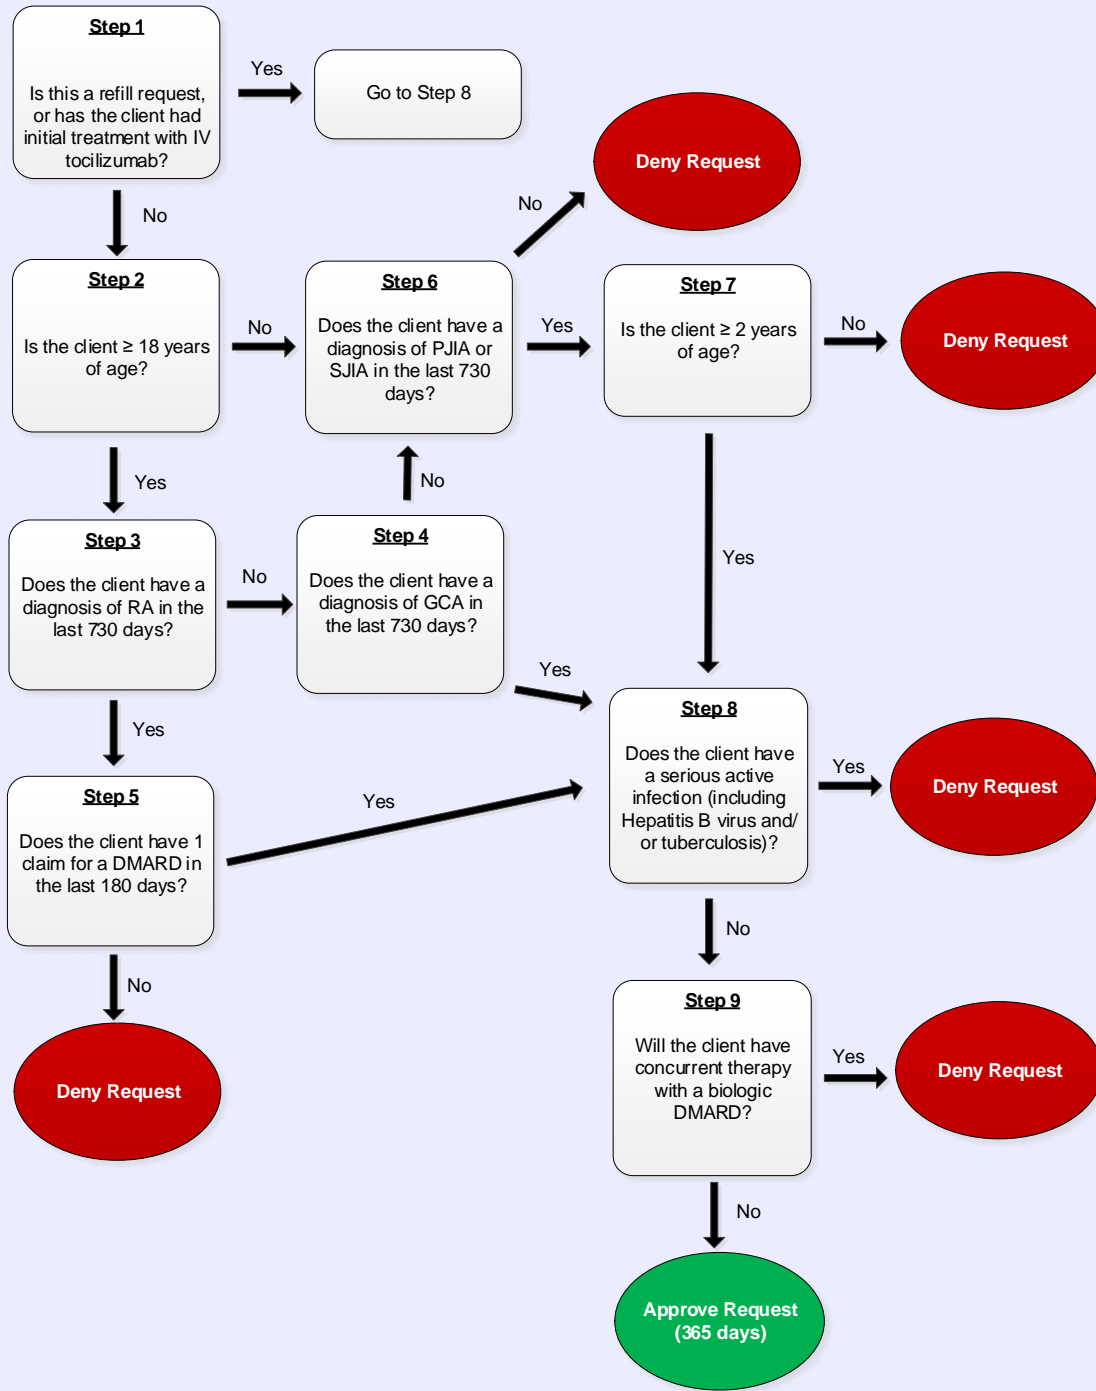 Step 1
Is this a refill request,
or has the client had
initial treatment with IV
tocilizumab?
Yes
Go to Step 8
No
Deny Request
Step 2
Is the client ≥ 18 years
of age?
No
Step 6
Does the client have a
diagnosis of PJIA or
SJIA in the last 730
days?
No
Yes
Step 7
Is the client ≥ 2 years
of age?
No
Deny Request
Yes
No
Yes
Step 3
Does the client have a
diagnosis of RA in the
last 730 days?
No
Step 4
Does the client have a
diagnosis of GCA in
the last 730 days?
Yes
Yes
Step 5
Does the client have 1
claim for a DMARD in
the last 180 days?
Yes
Step 8
Does the client have
a serious active
infection (including
Hepatitis B virus and/
or tuberculosis)?
Yes
Deny Request
No
Deny Request
No
Step 9
Will the client have
concurrent therapy
with a biologic
DMARD?
Yes
Deny Request
No
Approve Request
(365 days)